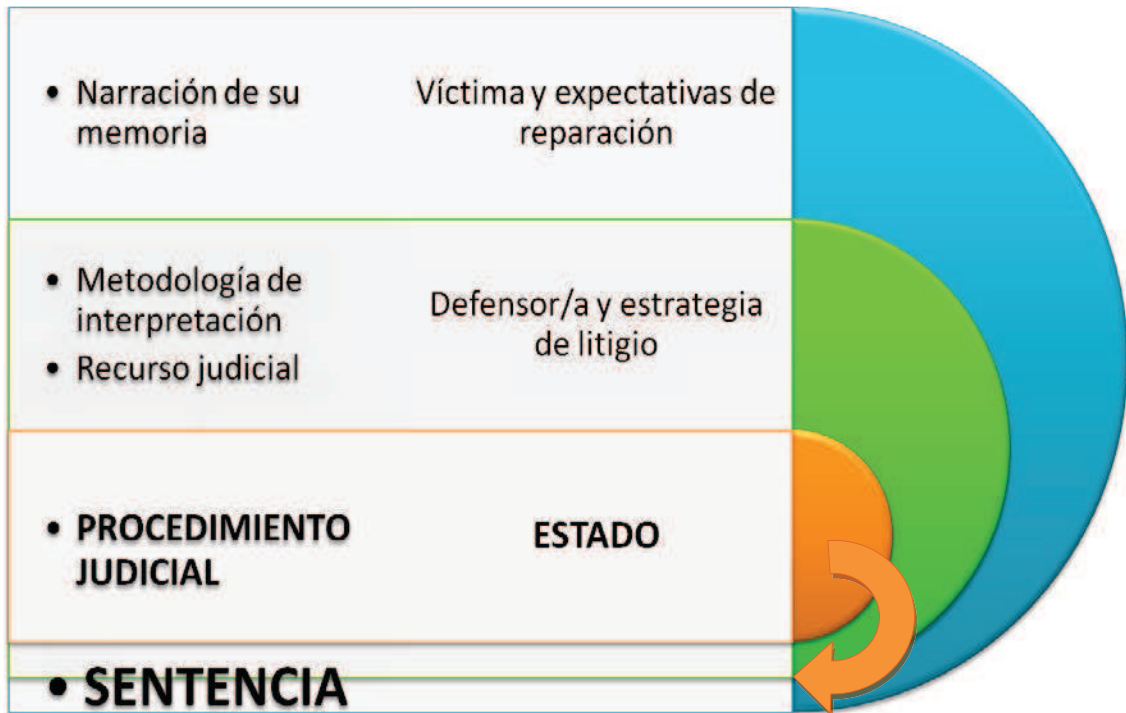 • Narración de su
memoria
Víctima y expectativas de
reparación
• Metodología de
interpretación
• Recurso judicial
Defensor/a y estrategia
de litigio
• PROCEDIMIENTO
JUDICIAL
ESTADO
• SENTENCIA